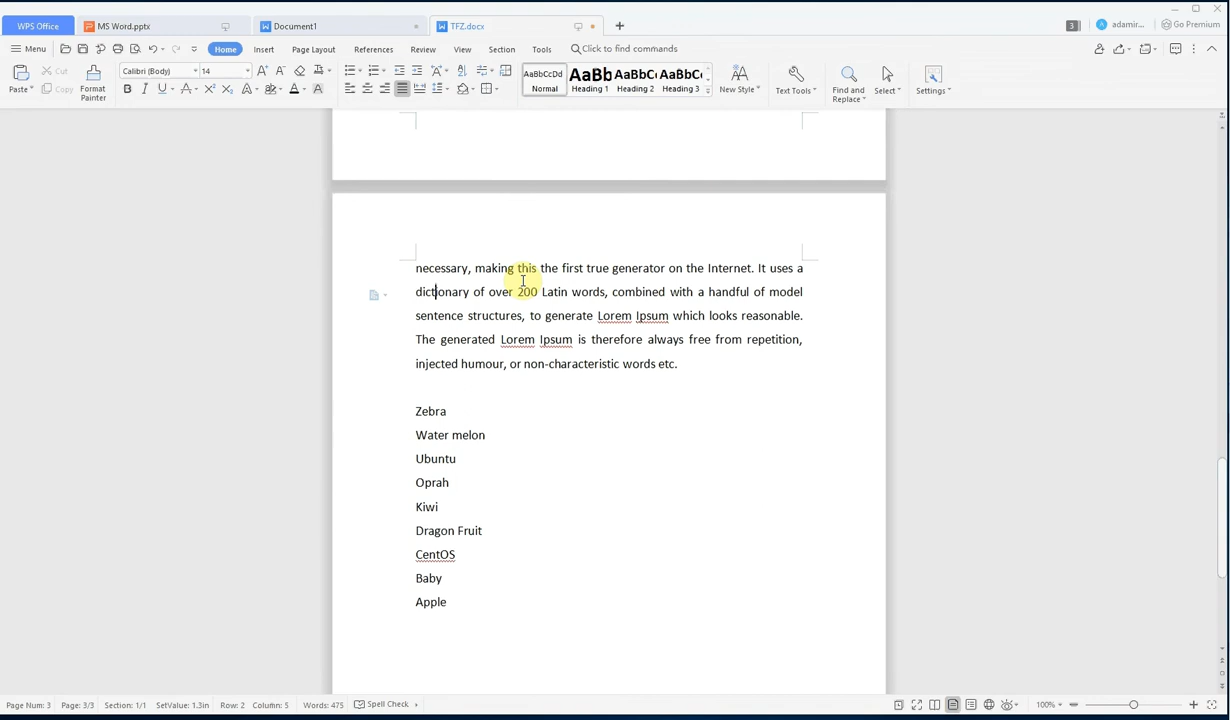 WPS Office MS Word.pptx Document1 TFZ.docx 3 adamir... Go Premium
Menu Home Insert Page Layout References Review View Section Tools Click to find commands
Paste Cut Copy Format Painter Calibri (Body) 14 AaBbCcDd Normal AaBb Heading 1 AaBbC Heading 2 AaBbC Heading 3 New Style Text Tools Find and Replace Select Settings
necessary, making this the first true generator on the Internet. It uses a
dictionary of over 200 Latin words, combined with a handful of model
sentence structures, to generate Lorem Ipsum which looks reasonable.
The generated Lorem Ipsum is therefore always free from repetition,
injected humour, or non-characteristic words etc.
Zebra
Water melon
Ubuntu
Oprah
Kiwi
Dragon Fruit
CentOS
Baby
Apple
Page Num: 3 Page: 3/3 Section: 1/1 SetValue: 1.3in Row: 2 Column: 5 Words: 475 Spell Check 100%